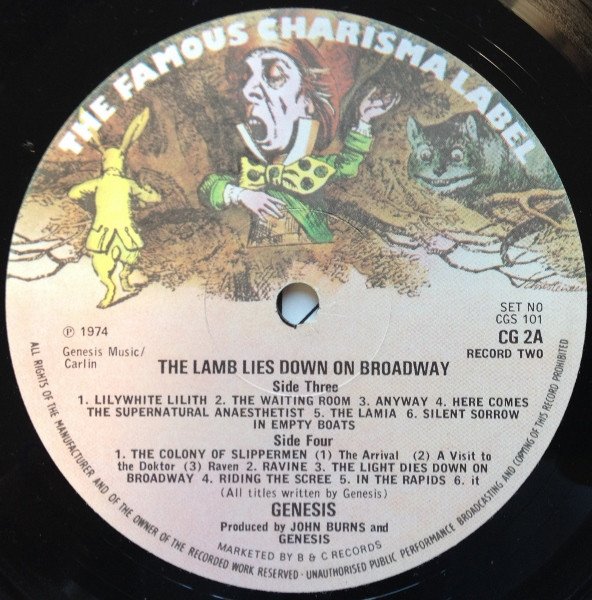 THE FAMOUS CHARISMA LABEL
℗ 1974
Genesis Music/
Carlin
SET NO
CGS 101
CG 2A
RECORD TWO
THE LAMB LIES DOWN ON BROADWAY
Side Three
1. LILYWHITE LILITH 2. THE WAITING ROOM 3. ANYWAY 4. HERE COMES
THE SUPERNATURAL ANAESTHETIST 5. THE LAMIA 6. SILENT SORROW
IN EMPTY BOATS
Side Four
1. THE COLONY OF SLIPPERMEN (1) The Arrival (2) A Visit to
the Doktor (3) Raven 2. RAVINE 3. THE LIGHT DIES DOWN ON
BROADWAY 4. RIDING THE SCREE 5. IN THE RAPIDS 6. it
(All titles written by Genesis)
GENESIS
Produced by JOHN BURNS and
GENESIS
MARKETED BY B & C RECORDS
ALL RIGHTS OF THE MANUFACTURER AND OF THE OWNER OF THE RECORDED WORK RESERVED · UNAUTHORISED PUBLIC PERFORMANCE BROADCASTING AND COPYING OF THIS RECORD PROHIBITED